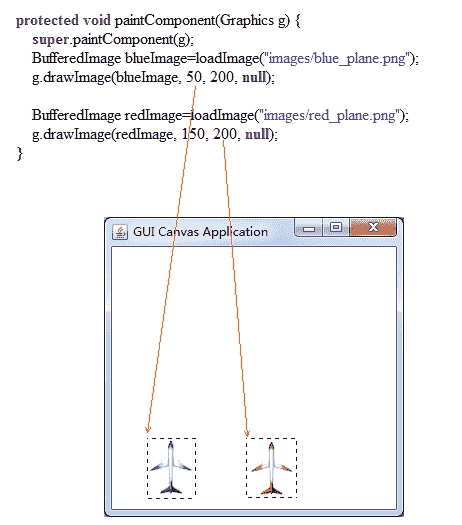 protected void paintComponent(Graphics g) {
super.paintComponent(g);
BufferedImage blueImage=loadImage("images/blue_plane.png");
g.drawImage(blueImage, 50, 200, null);
BufferedImage redImage=loadImage("images/red_plane.png");
g.drawImage(redImage, 150, 200, null);
}
GUI Canvas Application